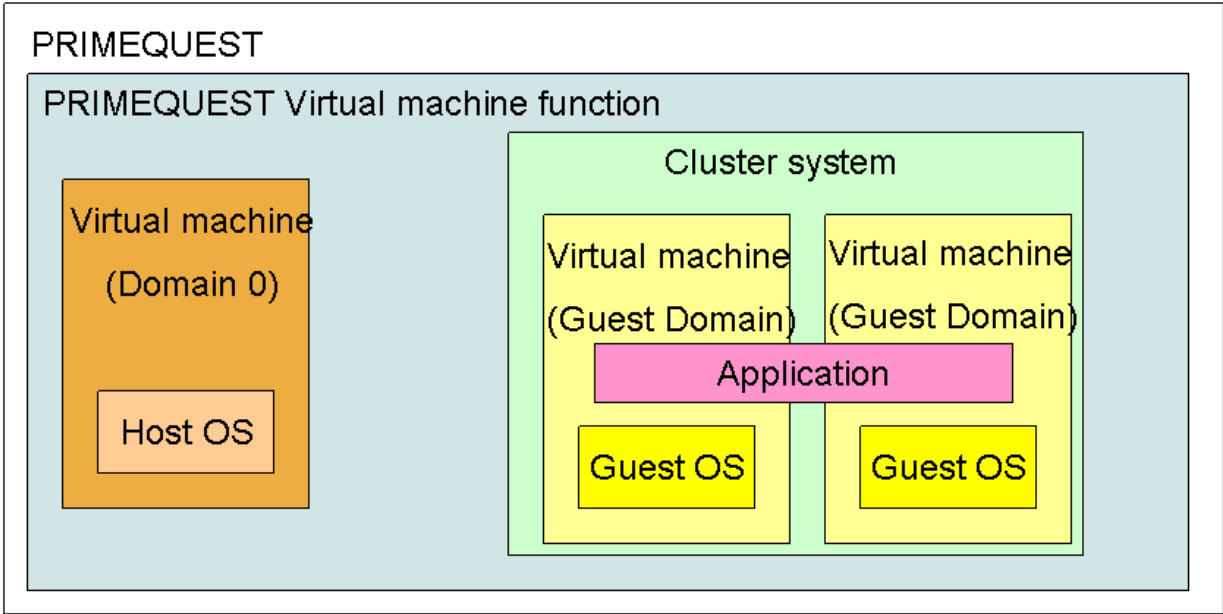 PRIMEQUEST
PRIMEQUEST Virtual machine function
Virtual machine
(Domain 0)
Host OS
Cluster system
Virtual machine
(Guest Domain)
Virtual machine
(Guest Domain)
Application
Guest OS
Guest OS